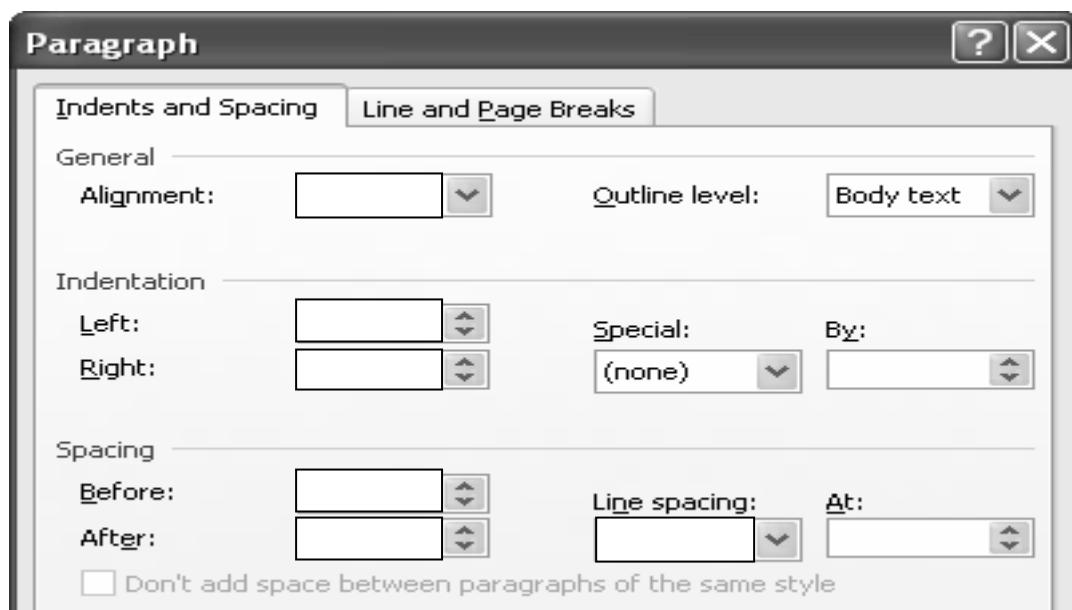 Paragraph
Indents and Spacing
Line and Page Breaks
General
Alignment:
Outline level:
Body text
Indentation
Left:
Special:
By:
Right:
(none)
Spacing
Before:
Line spacing:
At:
After:
Don't add space between paragraphs of the same style